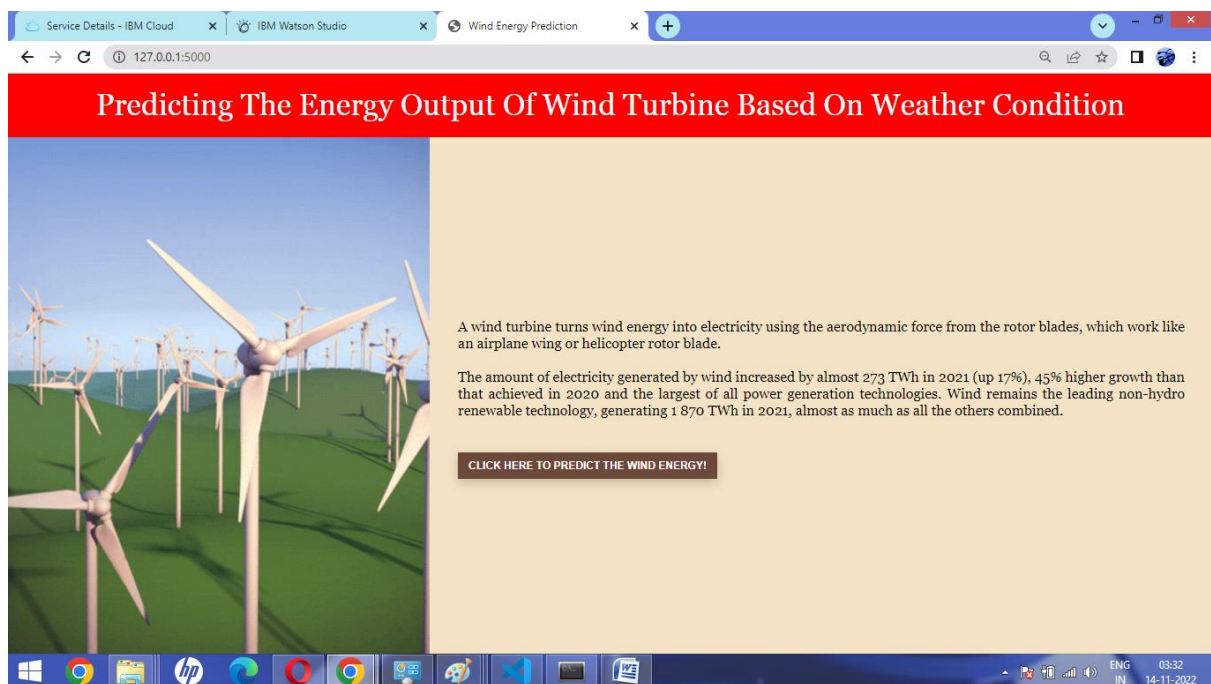 Service Details - IBM Cloud
IBM Watson Studio
Wind Energy Prediction
127.0.0.1:5000
Predicting The Energy Output Of Wind Turbine Based On Weather Condition
A wind turbine turns wind energy into electricity using the aerodynamic force from the rotor blades, which work like
an airplane wing or helicopter rotor blade.
The amount of electricity generated by wind increased by almost 273 TWh in 2021 (up 17%), 45% higher growth than
that achieved in 2020 and the largest of all power generation technologies. Wind remains the leading non-hydro
renewable technology, generating 1 870 TWh in 2021, almost as much as all the others combined.
CLICK HERE TO PREDICT THE WIND ENERGY!
hp
W
ENG 03:32
IN 14-11-2022